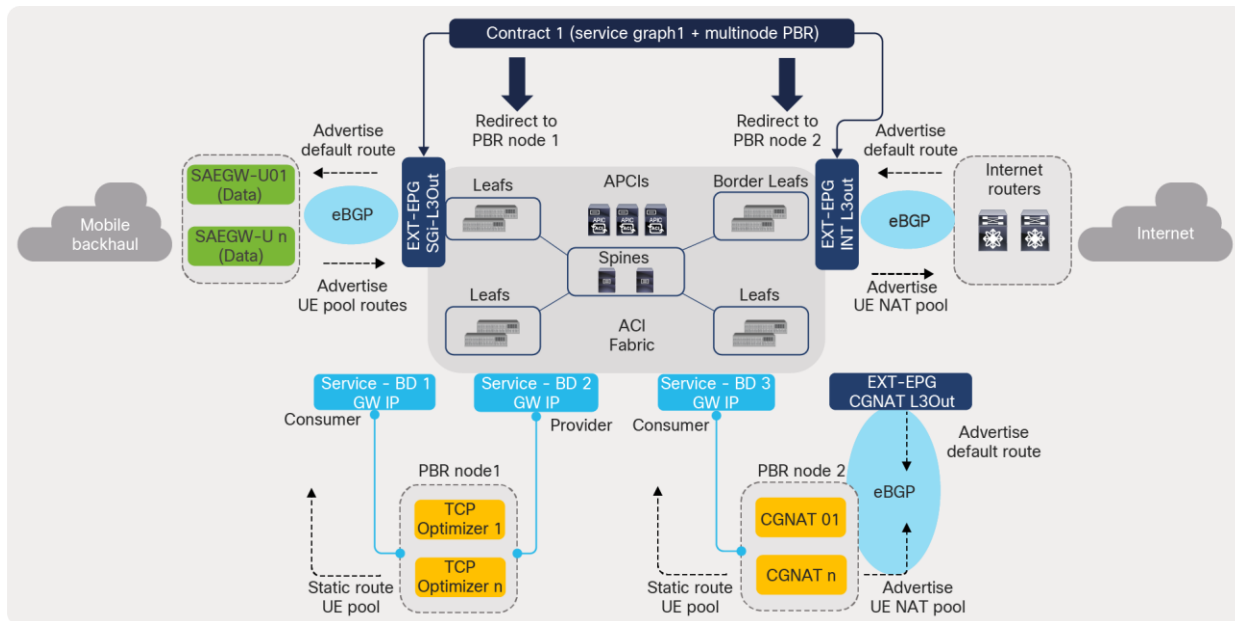 Contract 1 (service graph1 + multinode PBR)
Redirect to
PBR node 1
Redirect to
PBR node 2
Advertise
default route
Advertise
default route
SAEGW-U01
(Data)
SAEGW-U n
(Data)
Mobile
backhaul
eBGP
Advertise
UE pool routes
EXT-EPG
SGi-L3Out
Leafs
APCIs
APIC
APIC
APIC
Border Leafs
Spines
Leafs
ACI
Fabric
Leafs
EXT-EPG
INT L3out
eBGP
Advertise
UE NAT pool
Internet
routers
Internet
Service - BD 1
GW IP
Service - BD 2
GW IP
Service - BD 3
GW IP
EXT-EPG
CGNAT L3Out
Consumer
Provider
Consumer
Advertise
default route
PBR node1
TCP
Optimizer 1
TCP
Optimizer n
Static route
UE pool
PBR node 2
CGNAT 01
CGNAT n
Static route
UE pool
eBGP
Advertise
UE NAT pool